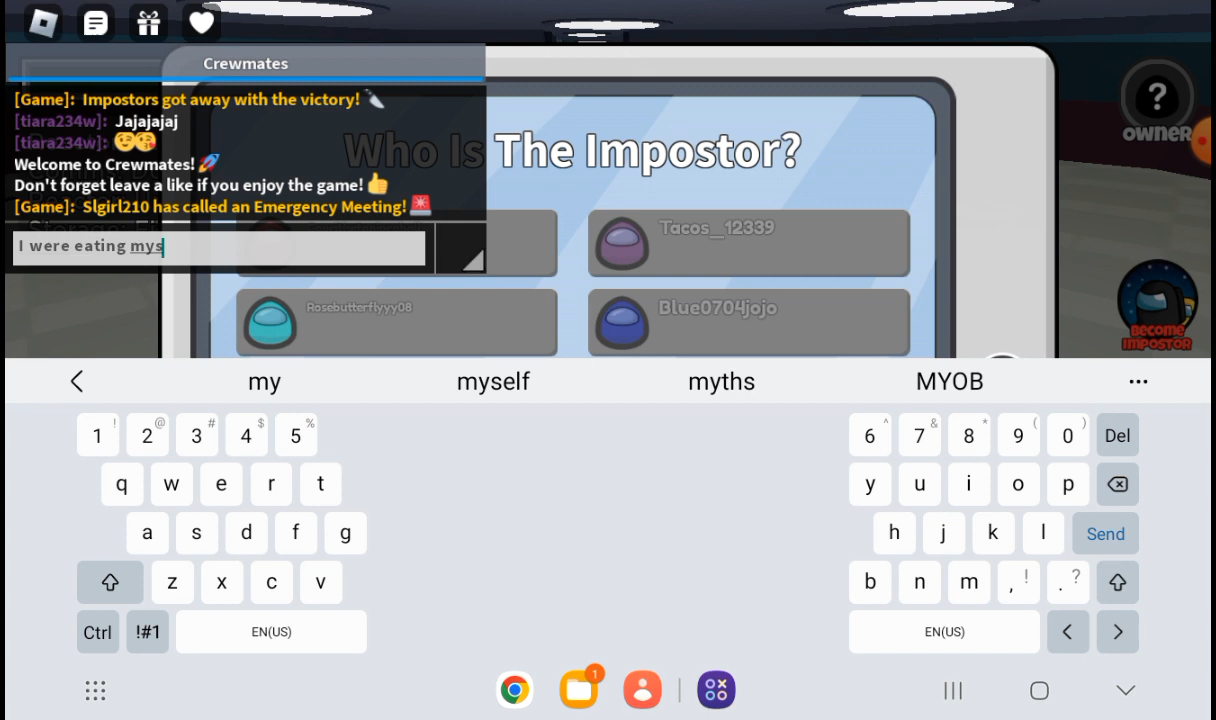 Crewmates
[Game]: Impostors got away with the victory! 🔪
[tiara234w]: Jajajajaj
[tiara234w]: 😉😘
Welcome to Crewmates! 🚀
Don't forget leave a like if you enjoy the game! 👍
[Game]: Slgirl210 has called an Emergency Meeting! 🚨
I were eating mys
Who Is The Impostor?
Tacos_12339
Rosebutterflyyy08
Blue0704jojo
?
OWNER
BECOME
IMPOSTOR
my myself myths MYOB ...
1 ! 2 @ 3 # 4 $ 5 % 6 ^ 7 & 8 * 9 ( 0 ) Del
q w e r t y u i o p
a s d f g h j k l Send
z x c v b n m , ! . ?
Ctrl !#1 EN(US) EN(US) < >
1